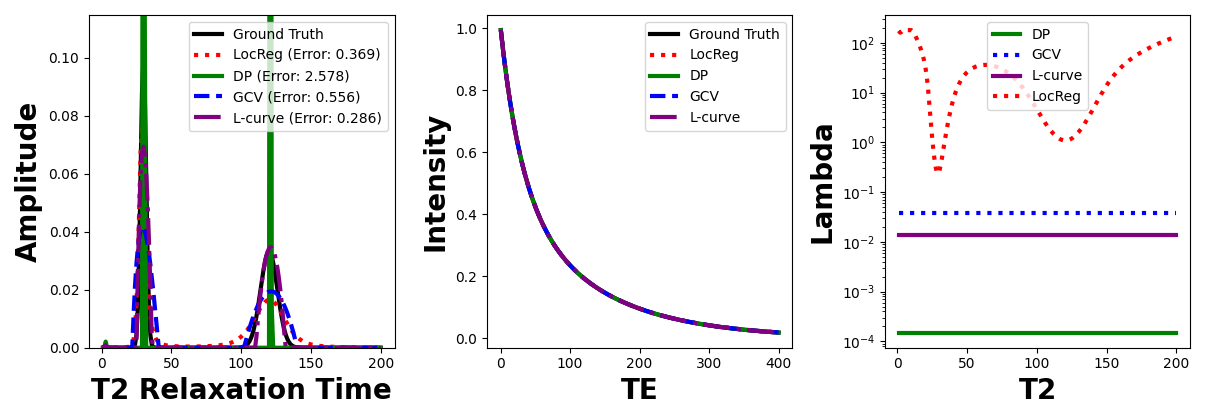 Amplitude
0.10
0.08
0.06
0.04
0.02
0.00
0
50
100
150
200
T2 Relaxation Time
Ground Truth
LocReg (Error: 0.369)
DP (Error: 2.578)
GCV (Error: 0.556)
L-curve (Error: 0.286)
Intensity
1.0
0.8
0.6
0.4
0.2
0.0
0
100
200
300
400
TE
Ground Truth
LocReg
DP
GCV
L-curve
Lambda
10²
10¹
10⁰
10⁻¹
10⁻²
10⁻³
10⁻⁴
0
50
100
150
200
T2
DP
GCV
L-curve
LocReg